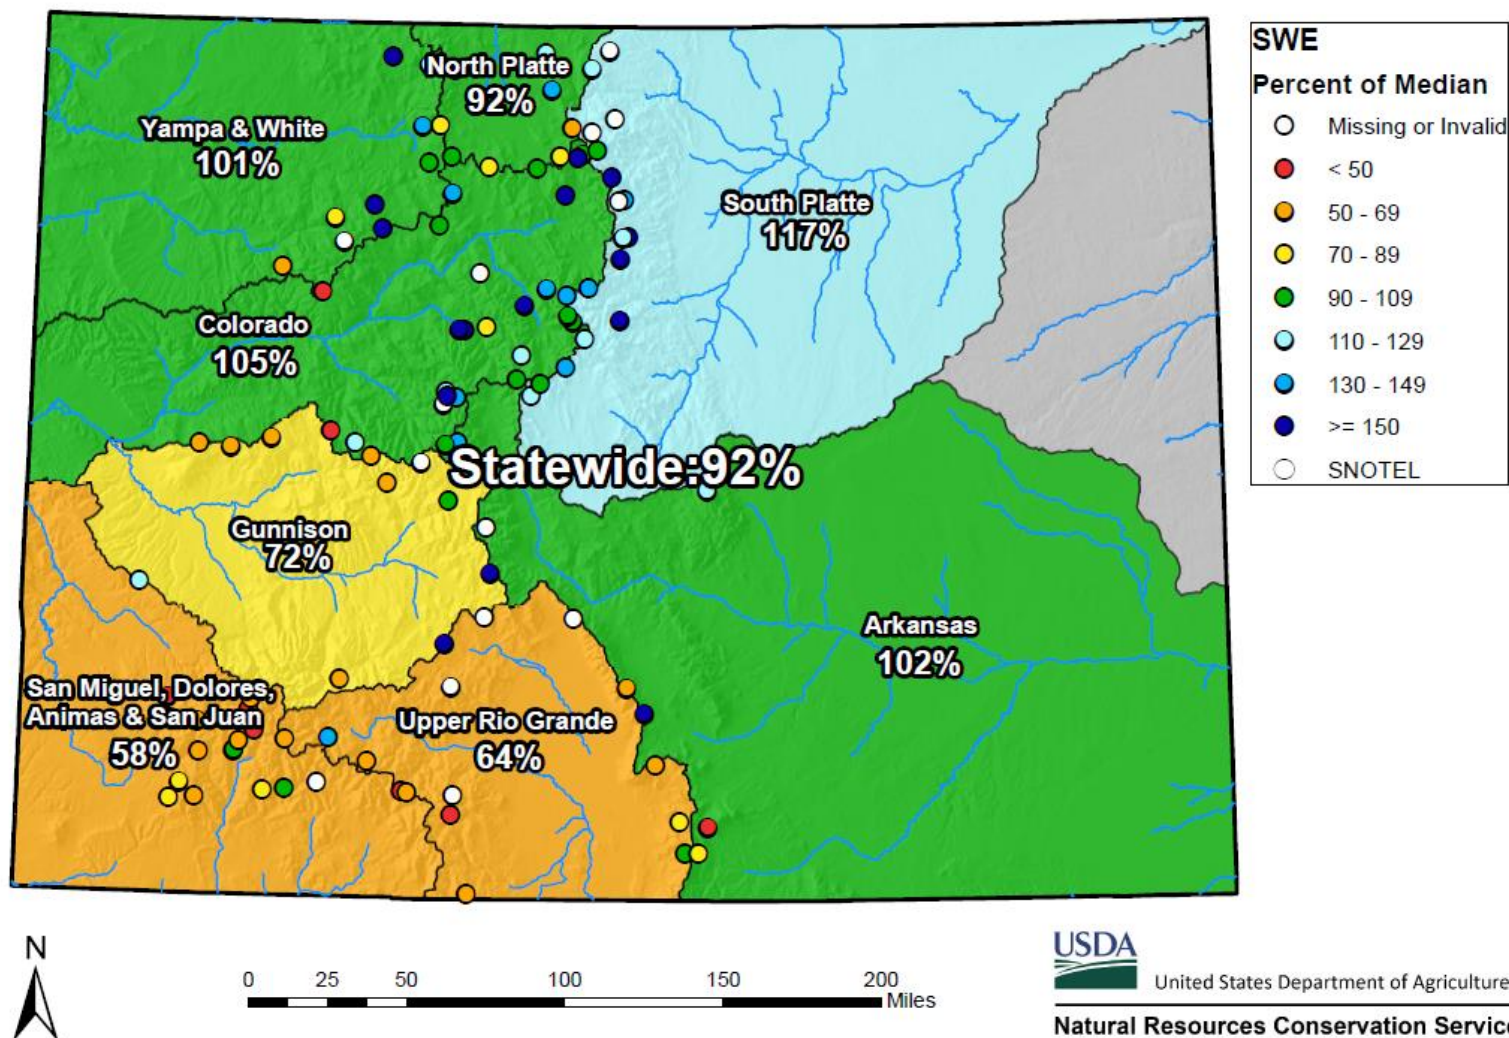 North Platte
92%
Yampa & White
101%
South Platte
117%
Colorado
105%
Statewide:92%
Gunnison
72%
Arkansas
102%
San Miguel, Dolores,
Animas & San Juan
58%
Upper Rio Grande
64%
SWE
Percent of Median
Missing or Invalid
< 50
50 - 69
70 - 89
90 - 109
110 - 129
130 - 149
>= 150
SNOTEL
N
0 25 50 100 150 200
Miles
USDA
United States Department of Agriculture
Natural Resources Conservation Servic